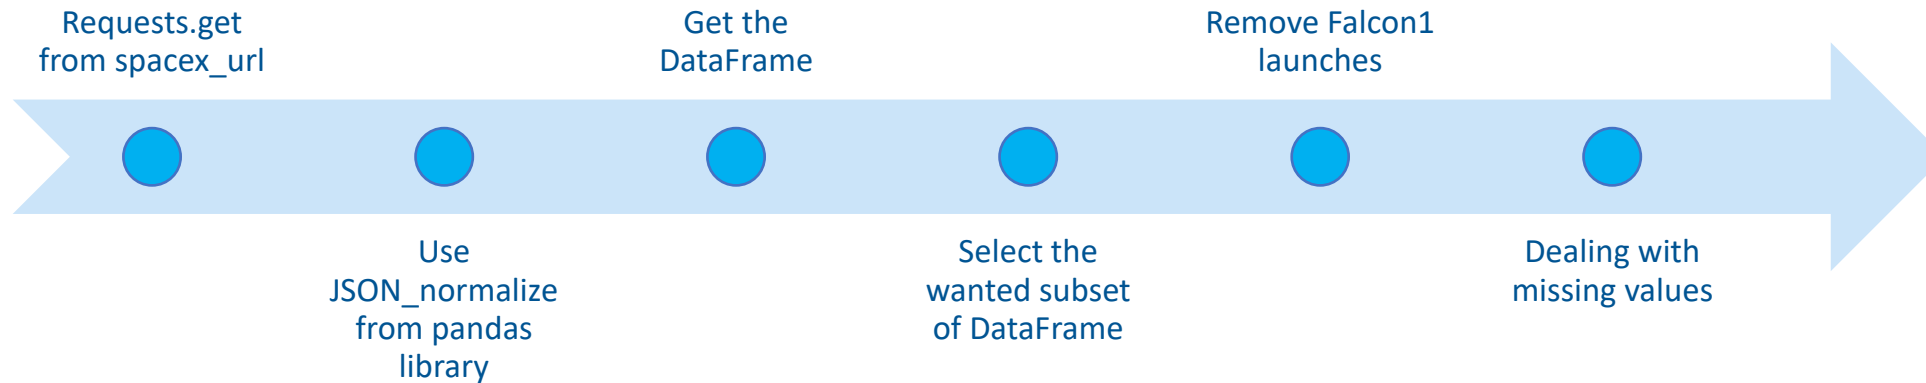 Requests.get
from spacex_url
Use
JSON_normalize
from pandas
library
Get the
DataFrame
Select the
wanted subset
of DataFrame
Remove Falcon1
launches
Dealing with
missing values